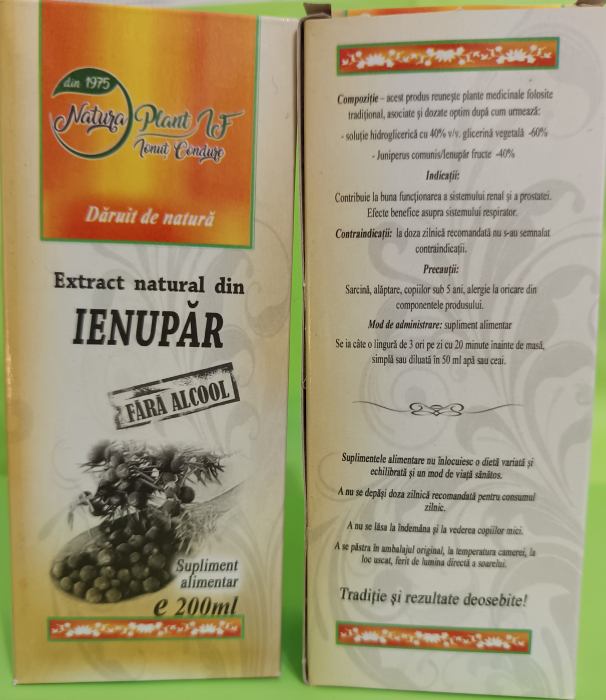 din 1975
Natura Plant IF
Ionuț Condușe
Dăruit de natură
Extract natural din
IENUPĂR
FĂRĂ ALCOOL
Supliment
alimentar
e 200ml
Compoziție – acest produs reunește plante medicinale folosite
tradițional, asociate și dozate optim după cum urmează:
- soluție hidroglicerică cu 40% v/v. glicerină vegetală -60%
- Juniperus comunis/Ienupăr fructe -40%
Indicații:
Contribuie la buna funcționarea a sistemului renal și a prostatei.
Efecte benefice asupra sistemului respirator.
Contraindicații: la doza zilnică recomandată nu s-au semnalat
contraindicații.
Precauții:
Sarcină, alăptare, copiilor sub 5 ani, alergie la oricare din
componentele produsului.
Mod de administrare: supliment alimentar
Se ia câte o lingură de 3 ori pe zi cu 20 minute înainte de masă,
simplă sau diluată în 50 ml apă sau ceai.
Suplimentele alimentare nu înlocuiesc o dietă variată și
echilibrată și un mod de viață sănătos.
A nu se depăși doza zilnică recomandată pentru consumul
zilnic.
A nu se lăsa la îndemâna și la vederea copiilor mici.
A se păstra în ambalajul original, la temperatura camerei, la
loc uscat, ferit de lumina directă a soarelui.
Tradiție și rezultate deosebite!